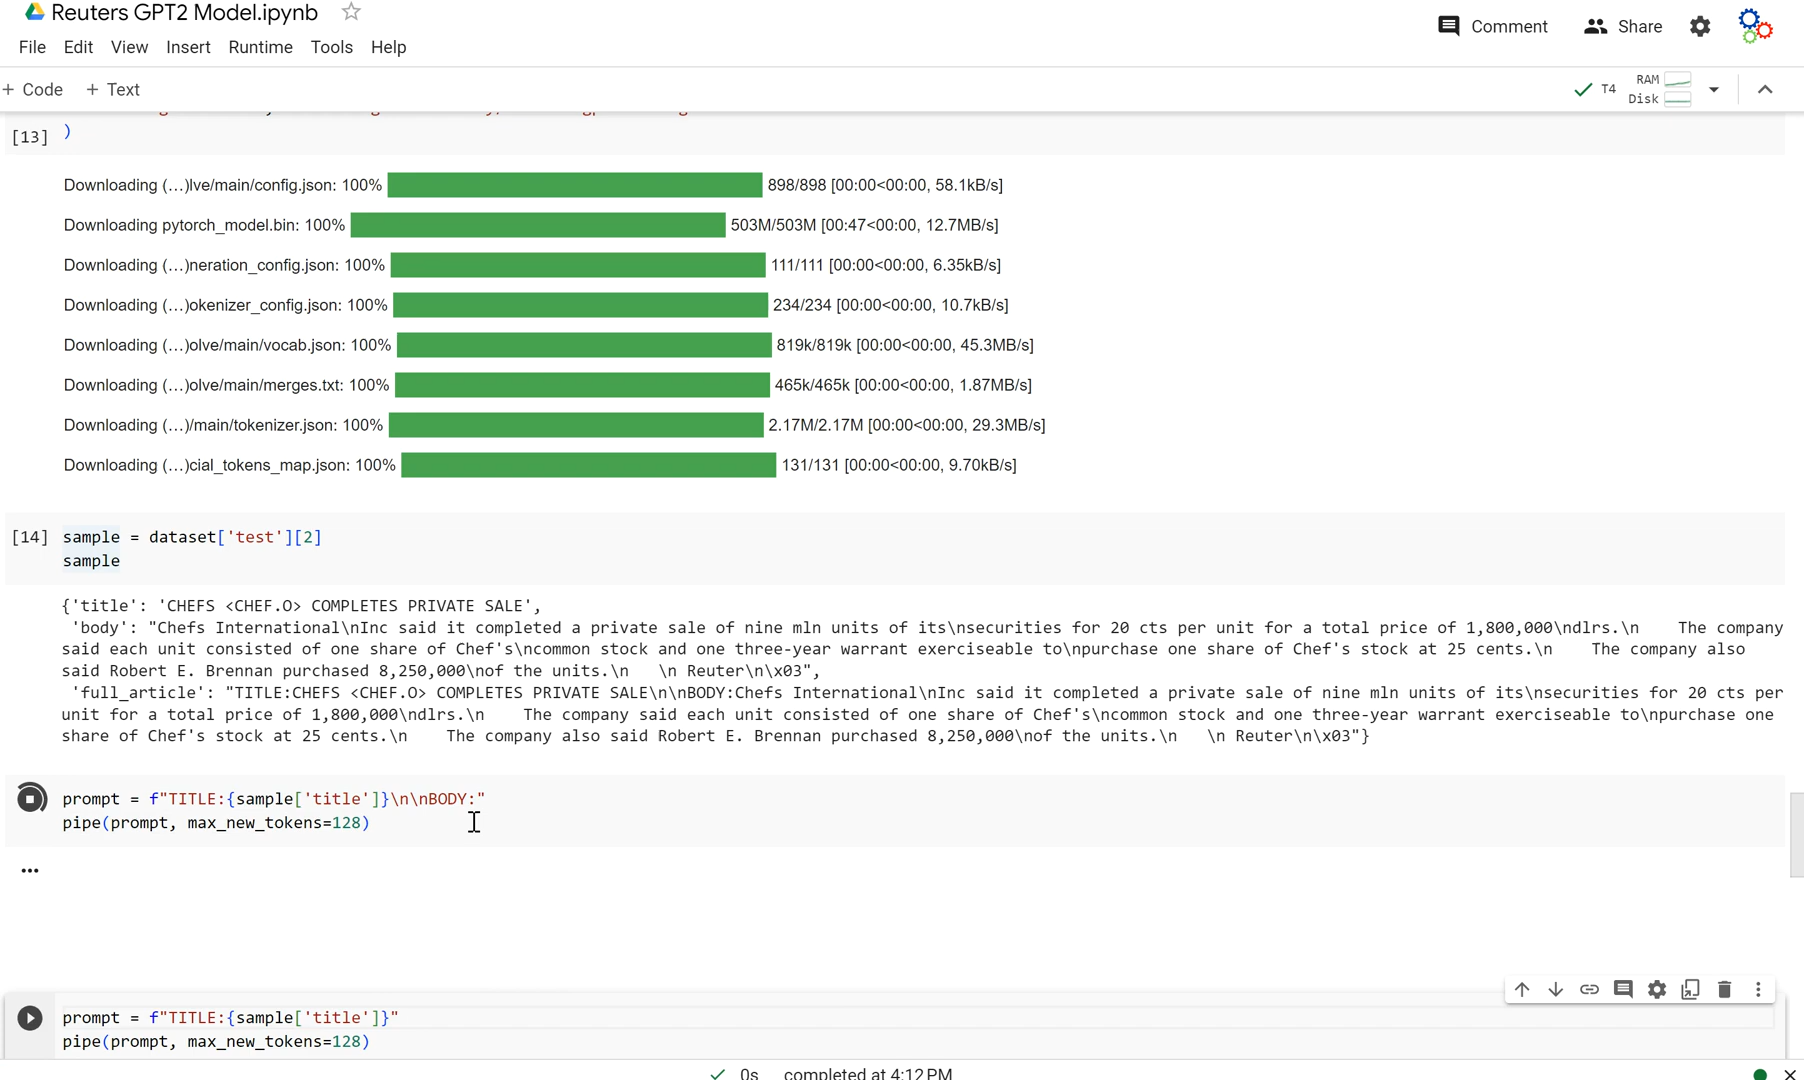 Reuters GPT2 Model.ipynb
Comment
Share
File Edit View Insert Runtime Tools Help
+ Code + Text
T4
RAM
Disk
[13] )
Downloading (…)lve/main/config.json: 100% 898/898 [00:00<00:00, 58.1kB/s]
Downloading pytorch_model.bin: 100% 503M/503M [00:47<00:00, 12.7MB/s]
Downloading (…)neration_config.json: 100% 111/111 [00:00<00:00, 6.35kB/s]
Downloading (…)okenizer_config.json: 100% 234/234 [00:00<00:00, 10.7kB/s]
Downloading (…)olve/main/vocab.json: 100% 819k/819k [00:00<00:00, 45.3MB/s]
Downloading (…)olve/main/merges.txt: 100% 465k/465k [00:00<00:00, 1.87MB/s]
Downloading (…)/main/tokenizer.json: 100% 2.17M/2.17M [00:00<00:00, 29.3MB/s]
Downloading (…)cial_tokens_map.json: 100% 131/131 [00:00<00:00, 9.70kB/s]
[14] sample = dataset['test'][2]
sample
{'title': 'CHEFS <CHEF.O> COMPLETES PRIVATE SALE',
'body': "Chefs International\nInc said it completed a private sale of nine mln units of its\nsecurities for 20 cts per unit for a total price of 1,800,000\ndlrs.\n    The company
said each unit consisted of one share of Chef's\ncommon stock and one three-year warrant exerciseable to\npurchase one share of Chef's stock at 25 cents.\n    The company also
said Robert E. Brennan purchased 8,250,000\nof the units.\n   \n Reuter\n\x03",
'full_article': "TITLE:CHEFS <CHEF.O> COMPLETES PRIVATE SALE\n\nBODY:Chefs International\nInc said it completed a private sale of nine mln units of its\nsecurities for 20 cts per
unit for a total price of 1,800,000\ndlrs.\n    The company said each unit consisted of one share of Chef's\ncommon stock and one three-year warrant exerciseable to\npurchase one
share of Chef's stock at 25 cents.\n    The company also said Robert E. Brennan purchased 8,250,000\nof the units.\n   \n Reuter\n\x03"}
prompt = f"TITLE:{sample['title']}\n\nBODY:"
pipe(prompt, max_new_tokens=128)
...
prompt = f"TITLE:{sample['title']}"
pipe(prompt, max_new_tokens=128)
0s completed at 4:12 PM